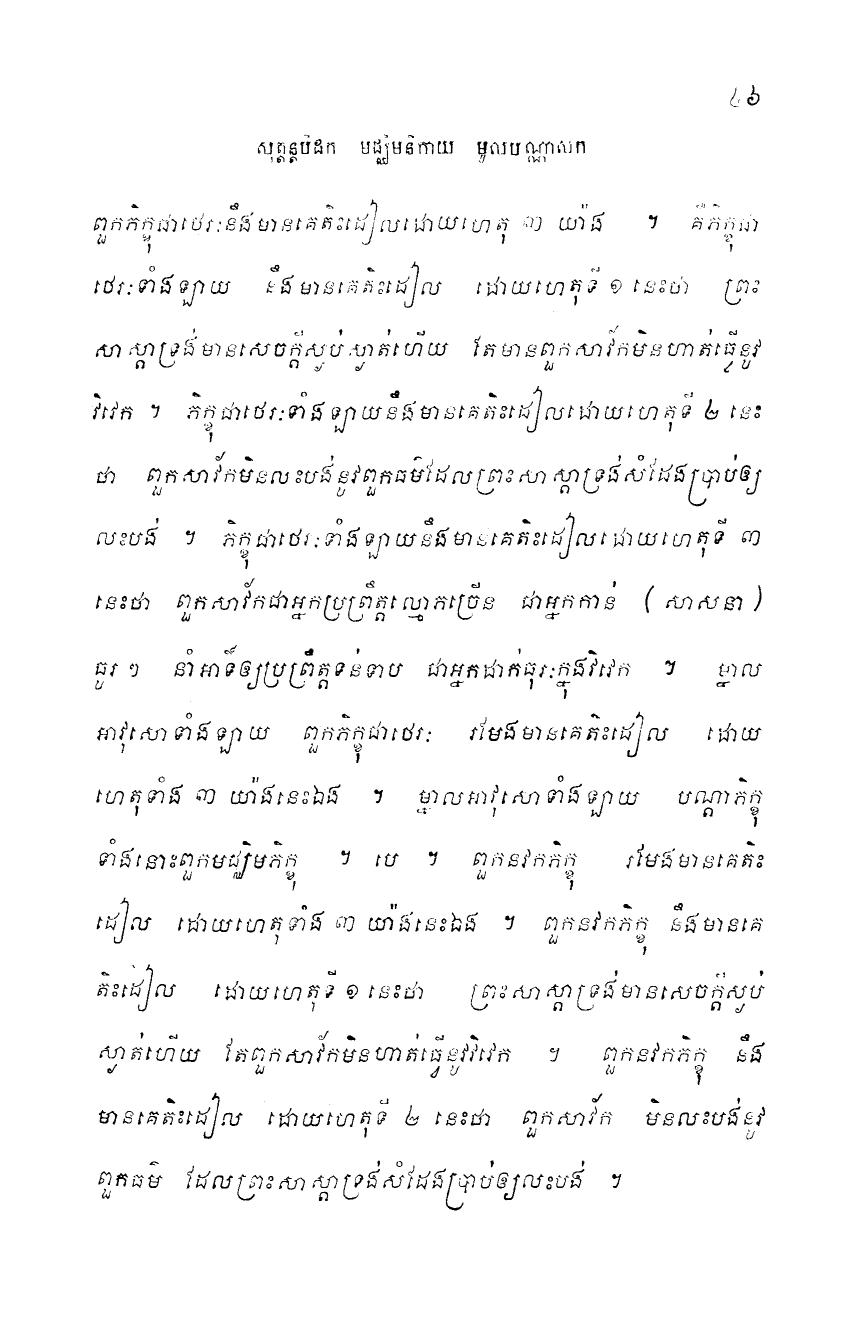 ៤៦
សុត្តន្តបិដក មជ្ឈិមនិកាយ មូលបណ្ណាសក
ពួកភិក្ខុជាថេរៈនឹងមានគេតិះដៀលដោយហេតុ ៣ យ៉ាង ។ គឺភិក្ខុជា
ថេរៈទាំងឡាយ នឹងមានគេតិះដៀល ដោយហេតុទី ១ នេះថា ព្រះ
សាស្តាទ្រង់មានសេចក្តីស្ងប់ស្ងាត់ហើយ តែមានពួកសាវ័កមិនហាត់ធ្វើនូវ
វិវេក ។ ភិក្ខុជាថេរៈទាំងឡាយនឹងមានគេតិះដៀលដោយហេតុទី ២ នេះ
ថា ពួកសាវ័កមិនលះបង់នូវពួកធម៌ដែលព្រះសាស្តាទ្រង់សំដែងប្រាប់ឲ្យ
លះបង់ ។ ភិក្ខុជាថេរៈទាំងឡាយនឹងមានគេតិះដៀលដោយហេតុទី ៣
នេះថា ពួកសាវ័កជាអ្នកប្រព្រឹត្តល្មោភច្រើន ជាអ្នកកាន់ (សាសនា)
ធូរ ៗ នាំអាទិ៍ឲ្យប្រព្រឹត្តទន់ទាប ជាអ្នកដាក់ធុរៈក្នុងវិវេក ។ ម្នាល
អាវុសោទាំងឡាយ ពួកភិក្ខុជាថេរៈ រមែងមានគេតិះដៀល ដោយ
ហេតុទាំង ៣ យ៉ាងនេះឯង ។ ម្នាលអាវុសោទាំងឡាយ បណ្តាភិក្ខុ
ទាំងនោះពួកមជ្ឈិមភិក្ខុ ។ បេ ។ ពួកនវកភិក្ខុ រមែងមានគេតិះ
ដៀល ដោយហេតុទាំង ៣ យ៉ាងនេះឯង ។ ពួកនវកភិក្ខុ នឹងមានគេ
តិះដៀល ដោយហេតុទី ១ នេះថា ព្រះសាស្តាទ្រង់មានសេចក្តីស្ងប់
ស្ងាត់ហើយ តែពួកសាវ័កមិនហាត់ធ្វើនូវវិវេក ។ ពួកនវកភិក្ខុ នឹង
មានគេតិះដៀល ដោយហេតុទី ២ នេះថា ពួកសាវ័ក មិនលះបង់នូវ
ពួកធម៌ ដែលព្រះសាស្តាទ្រង់សំដែងប្រាប់ឲ្យលះបង់ ។